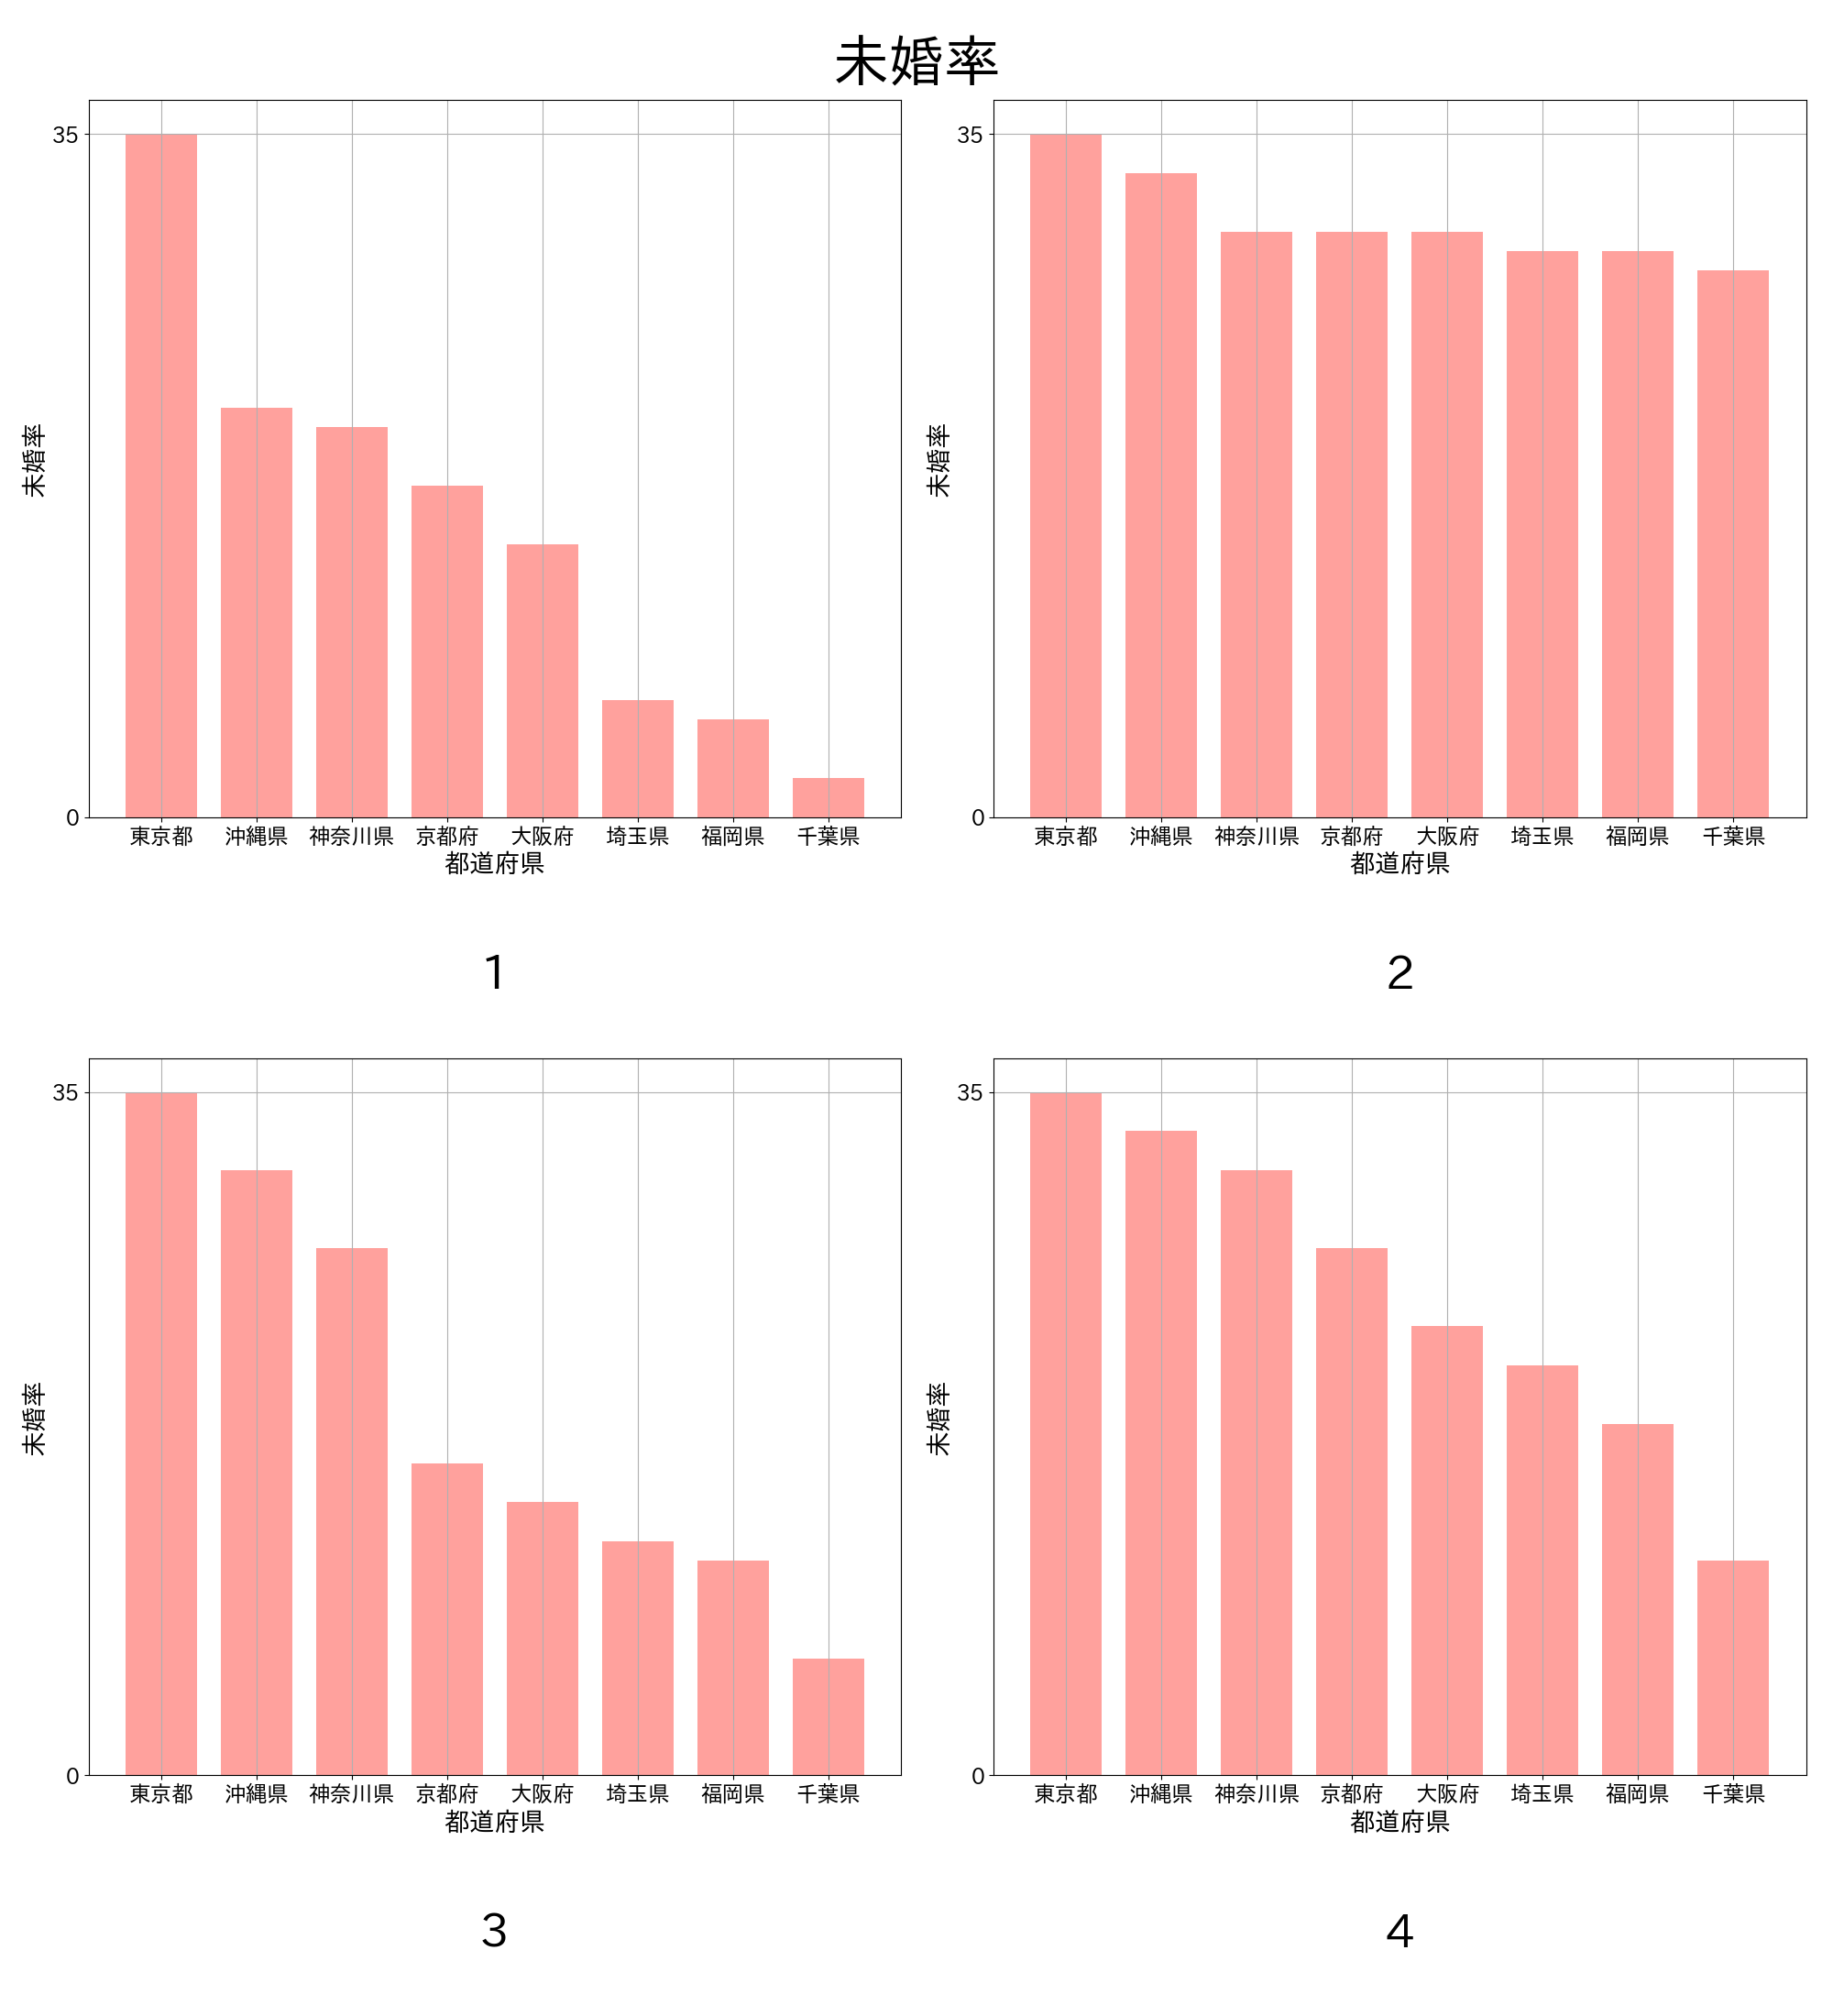 未婚率
35
0
未婚率
東京都 沖縄県 神奈川県 京都府 大阪府 埼玉県 福岡県 千葉県
都道府県
1
35
0
未婚率
東京都 沖縄県 神奈川県 京都府 大阪府 埼玉県 福岡県 千葉県
都道府県
2
35
0
未婚率
東京都 沖縄県 神奈川県 京都府 大阪府 埼玉県 福岡県 千葉県
都道府県
3
35
0
未婚率
東京都 沖縄県 神奈川県 京都府 大阪府 埼玉県 福岡県 千葉県
都道府県
4